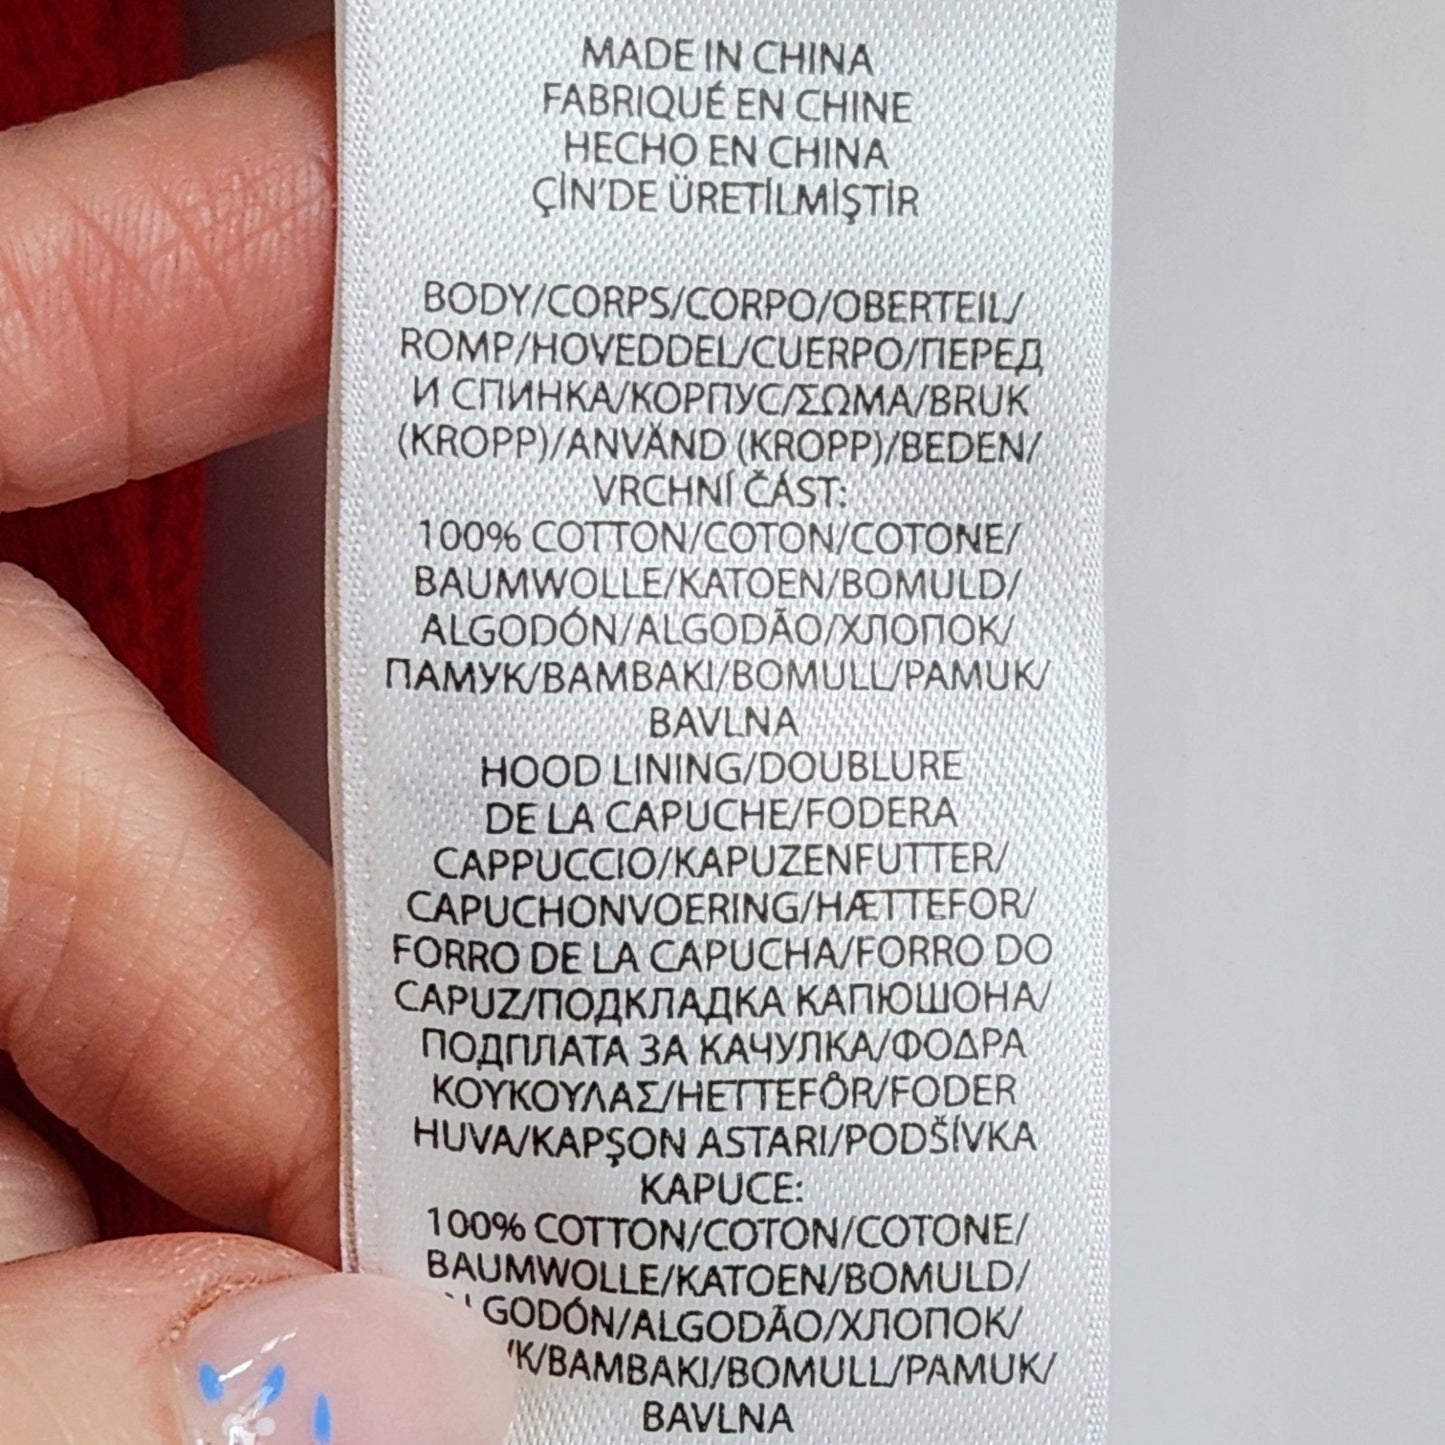 MADE IN CHINA
FABRIQUÉ EN CHINE
HECHO EN CHINA
ÇİN'DE ÜRETİLMİŞTİR
BODY/CORPS/CORPO/OBERTEIL/
ROMP/HOVEDDEL/CUERPO/ПЕРЕД
И СПИНКА/КОРПУС/ΣΩΜΑ/BRUK
(KROPP)/ANVÄND (KROPP)/BEDEN/
VRCHNÍ ČÁST:
100% COTTON/COTON/COTONE/
BAUMWOLLE/KATOEN/BOMULD/
ALGODÓN/ALGODÃO/ХЛОПОК/
ПАМУК/BAMBAKI/BOMULL/PAMUK/
BAVLNA
HOOD LINING/DOUBLURE
DE LA CAPUCHE/FODERA
CAPPUCCIO/KAPUZENFUTTER/
CAPUCHONVOERING/HÆTTEFOR/
FORRO DE LA CAPUCHA/FORRO DO
CAPUZ/ПОДКЛАДКА КАПЮШОНА/
ПОДПЛАТА ЗА КАЧУЛКА/ΦΟΔΡΑ
ΚΟΥΚΟΥΛΑΣ/HETTEFÔR/FODER
HUVA/KAPŞON ASTARI/PODŠÍVKA
KAPUCE:
100% COTTON/COTON/COTONE/
BAUMWOLLE/KATOEN/BOMULD/
GODÓN/ALGODÃO/ХЛОПОК/
К/BAMBAKI/BOMULL/PAMUK/
BAVLNA